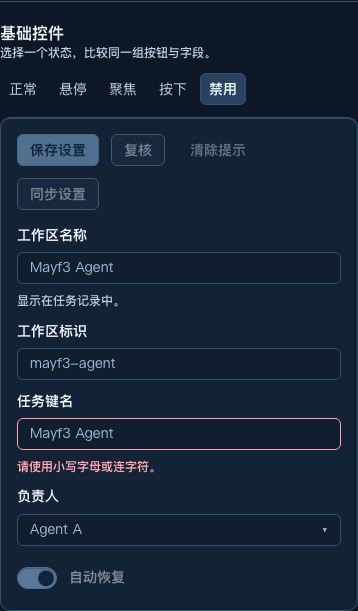 基础控件
选择一个状态，比较同一组按钮与字段。
正常 悬停 聚焦 按下 禁用
保存设置 复核 清除提示
同步设置
工作区名称
Mayf3 Agent
显示在任务记录中。
工作区标识
mayf3-agent
任务键名
Mayf3 Agent
请使用小写字母或连字符。
负责人
Agent A
自动恢复